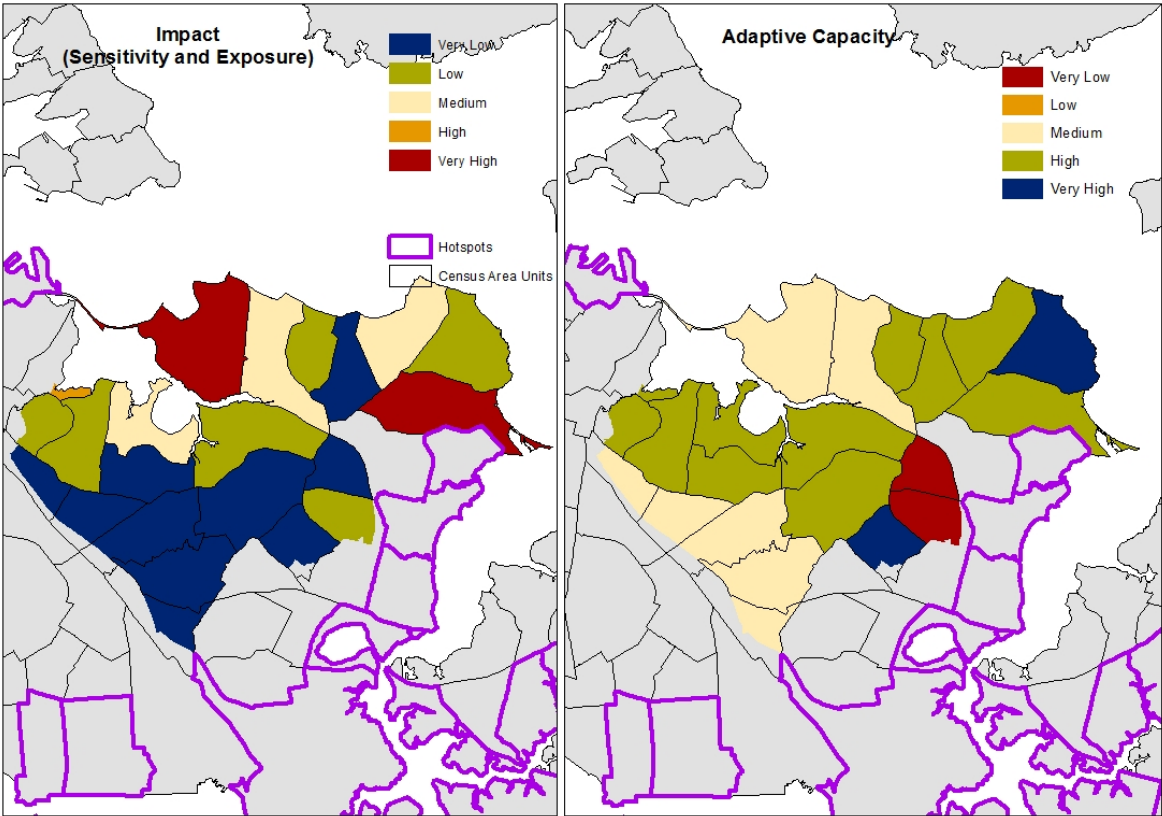 Impact
(Sensitivity and Exposure)
Very Low
Low
Medium
High
Very High
Hotspots
Census Area Units
Adaptive Capacity
Very Low
Low
Medium
High
Very High